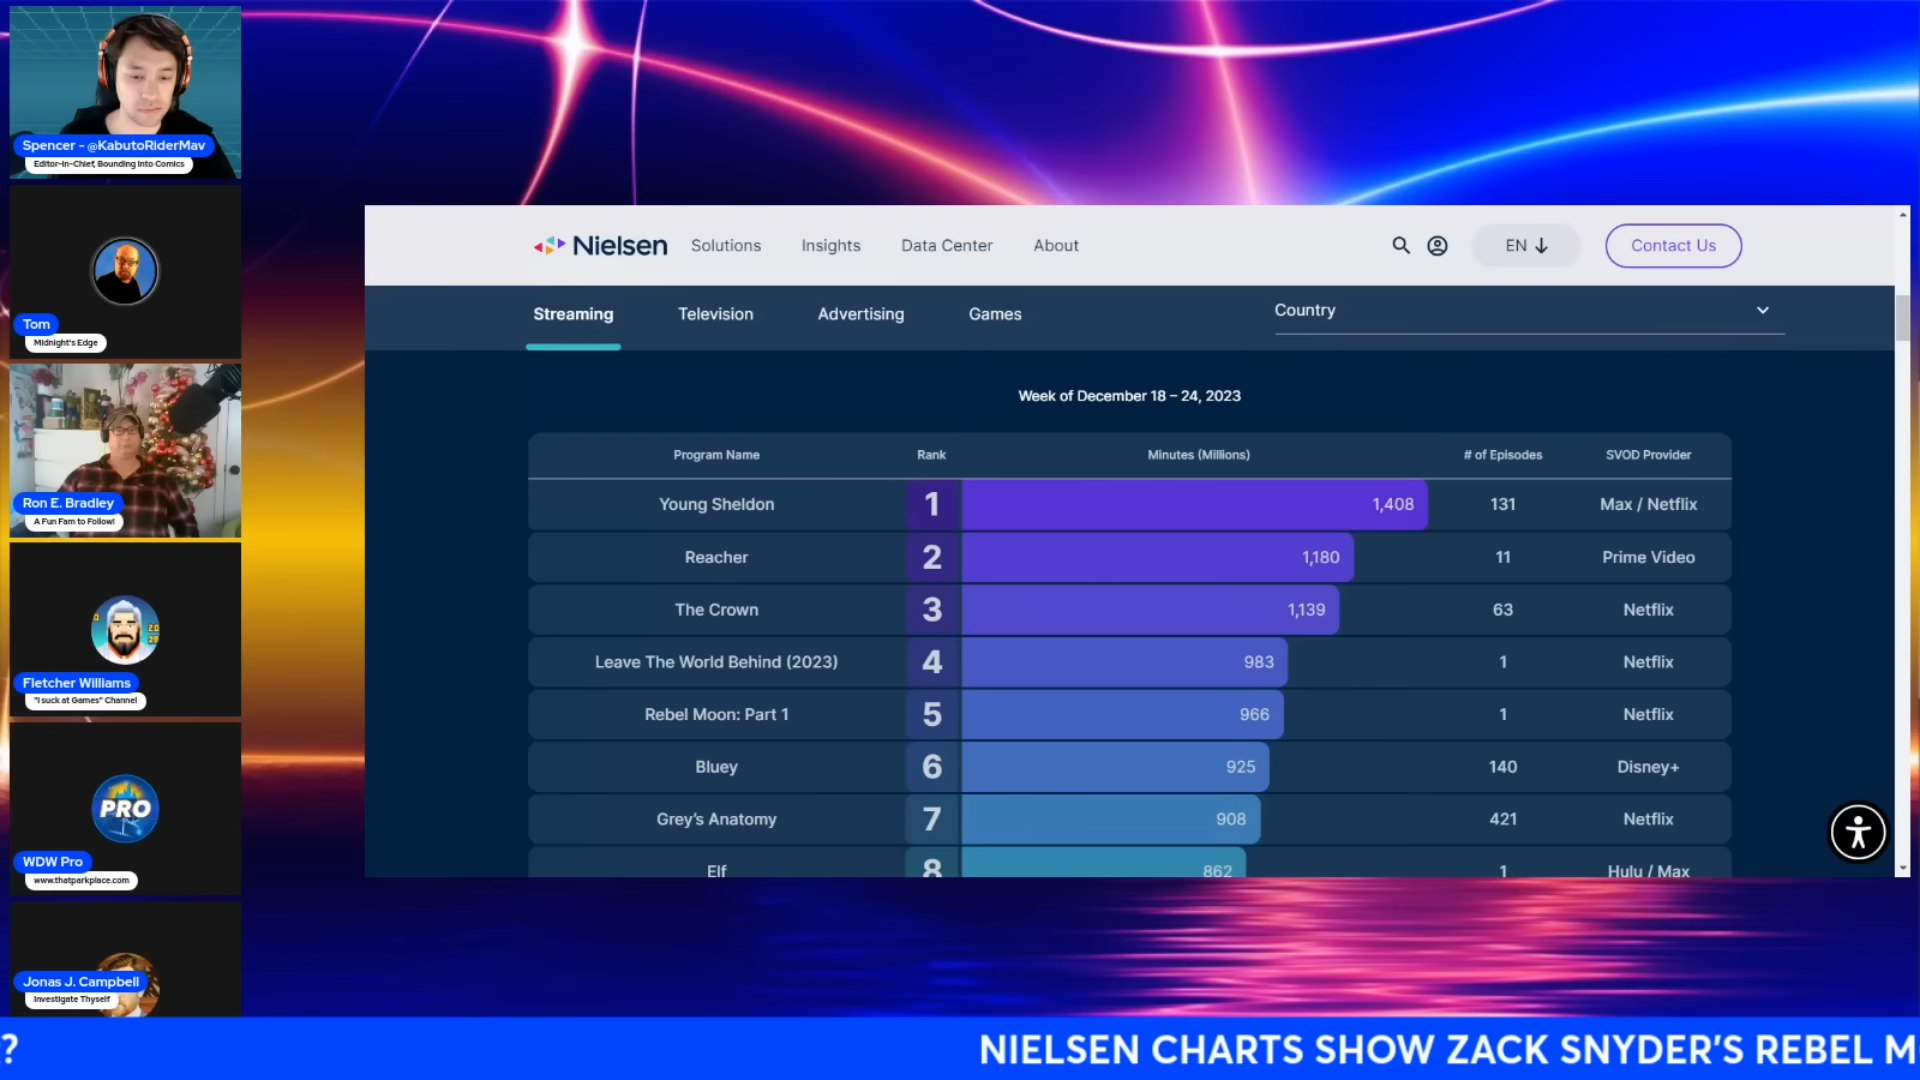 Spencer - @KabutoRiderMav
Editor-in-Chief, Bounding Into Comics
Tom
Midnight's Edge
Ron E. Bradley
A Fun Fam to Follow!
Fletcher Williams
"I suck at Games" Channel
PRO
WDW Pro
www.thatparkplace.com
Jonas J. Campbell
Investigate Thyself
Nielsen Solutions Insights Data Center About EN Contact Us
Streaming Television Advertising Games Country
Week of December 18 – 24, 2023
Program Name Rank Minutes (Millions) # of Episodes SVOD Provider
Young Sheldon 1 1,408 131 Max / Netflix
Reacher 2 1,180 11 Prime Video
The Crown 3 1,139 63 Netflix
Leave The World Behind (2023) 4 983 1 Netflix
Rebel Moon: Part 1 5 966 1 Netflix
Bluey 6 925 140 Disney+
Grey's Anatomy 7 908 421 Netflix
Elf 8 862 1 Hulu / Max
? NIELSEN CHARTS SHOW ZACK SNYDER'S REBEL M